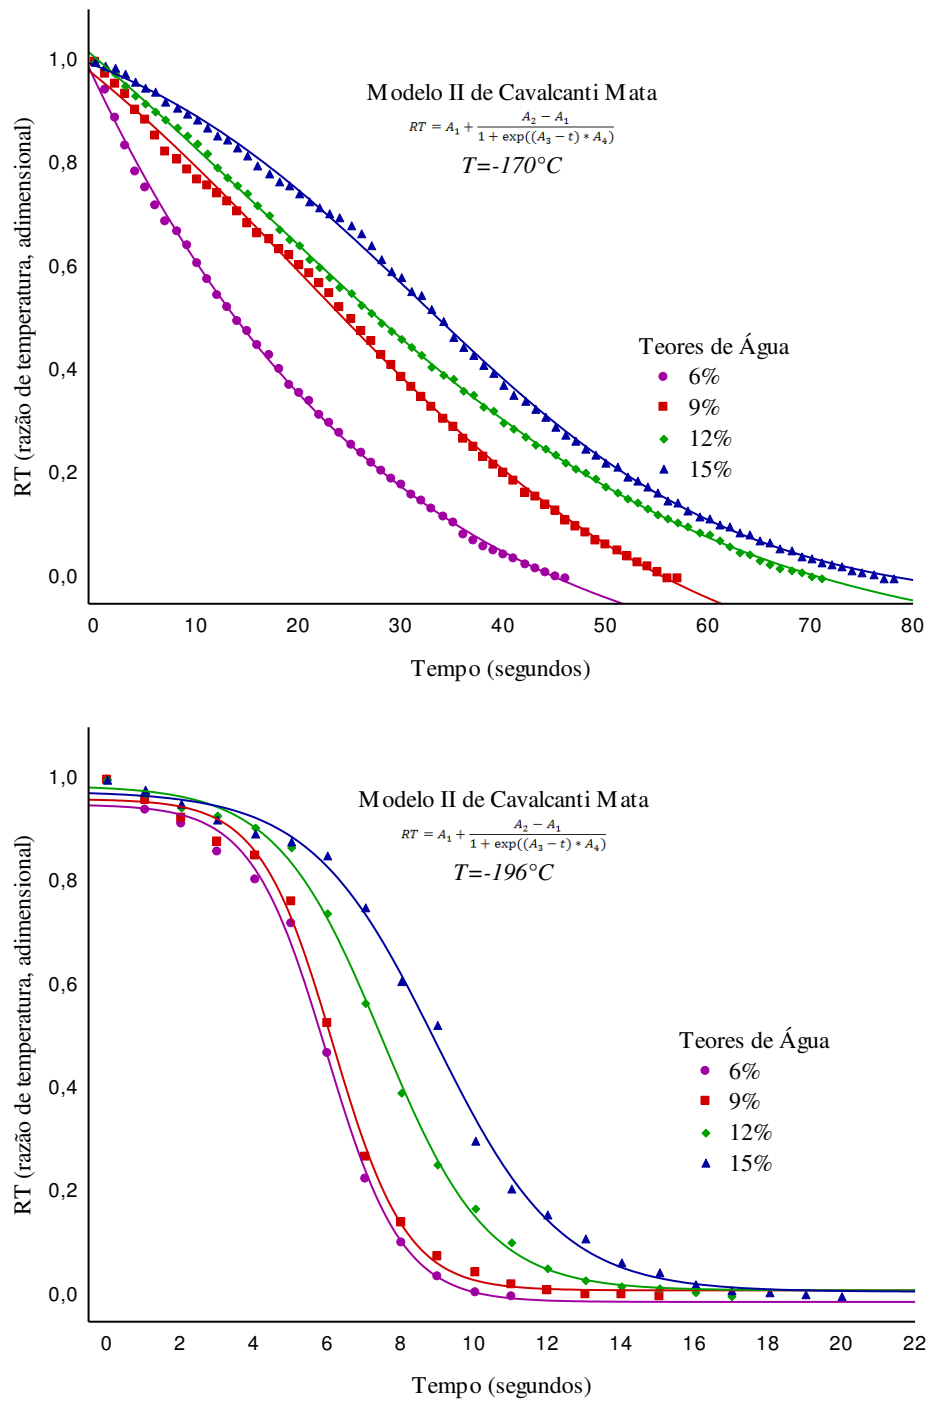 Modelo II de Cavalcanti Mata
RT = A₁ + (A₂ − A₁) / (1 + exp((A₃ − t) * A₄))
T=-170°C
RT (razão de temperatura, adimensional)
1,0
0,8
0,6
0,4
0,2
0,0
Teores de Água
6%
9%
12%
15%
0 10 20 30 40 50 60 70 80
Tempo (segundos)
Modelo II de Cavalcanti Mata
RT = A₁ + (A₂ − A₁) / (1 + exp((A₃ − t) * A₄))
T=-196°C
RT (razão de temperatura, adimensional)
1,0
0,8
0,6
0,4
0,2
0,0
Teores de Água
6%
9%
12%
15%
0 2 4 6 8 10 12 14 16 18 20 22
Tempo (segundos)